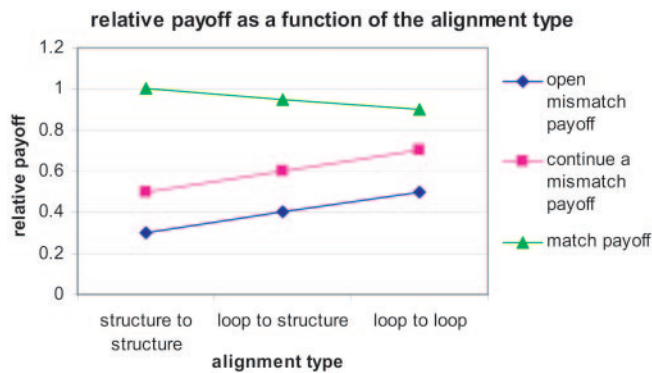 relative payoff as a function of the alignment type
1.2
1
0.8
0.6
0.4
0.2
0
relative payoff
structure to
structure
loop to structure
loop to loop
alignment type
open
mismatch
payoff
continue a
mismatch
payoff
match payoff